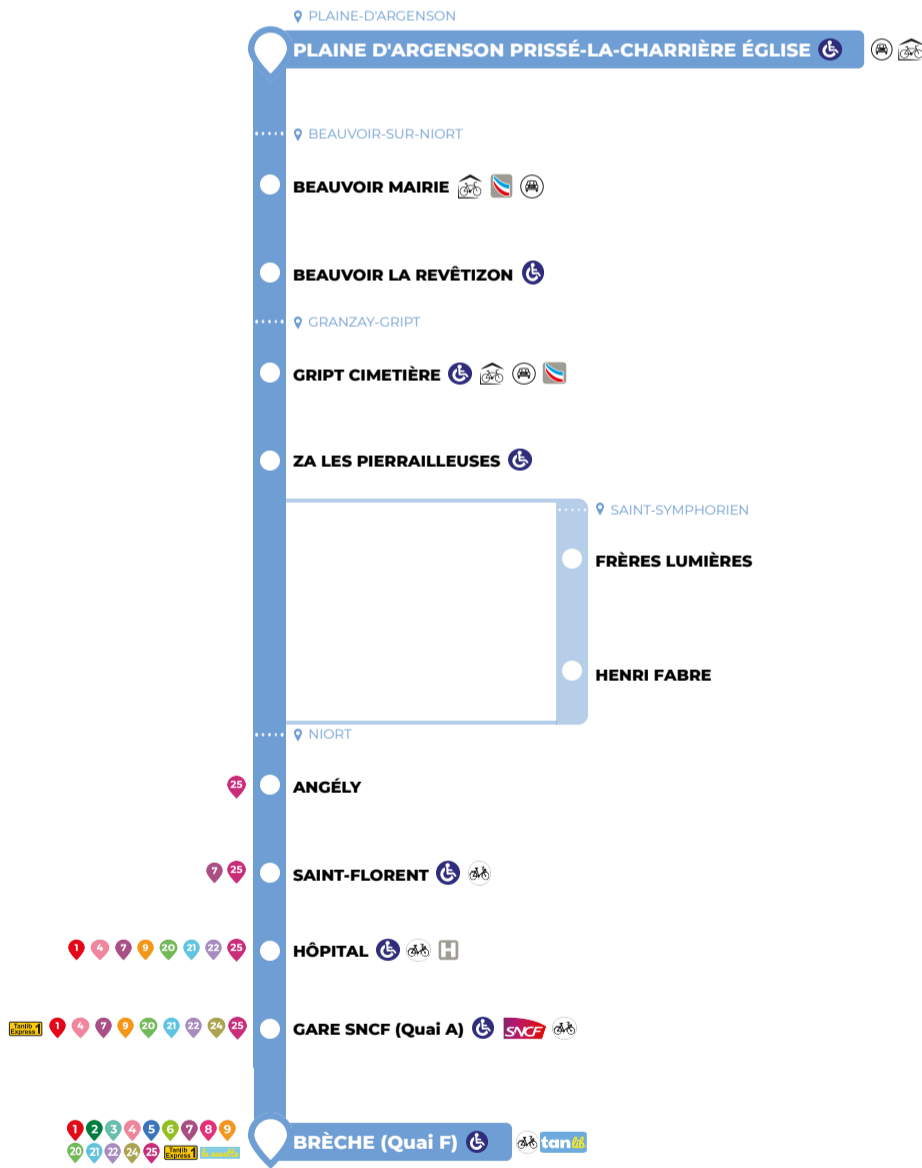 PLAINE-D'ARGENSON
PLAINE D'ARGENSON PRISSÉ-LA-CHARRIÈRE ÉGLISE
BEAUVOIR-SUR-NIORT
BEAUVOIR MAIRIE
BEAUVOIR LA REVÊTIZON
GRANZAY-GRIPT
GRIPT CIMETIÈRE
ZA LES PIERRAILLEUSES
SAINT-SYMPHORIEN
FRÈRES LUMIÈRES
HENRI FABRE
NIORT
25 ANGÉLY
7 25 SAINT-FLORENT
1 4 7 9 20 21 22 25 HÔPITAL H
Tanlib Express 1 1 4 7 9 20 21 22 24 25 GARE SNCF (Quai A) SNCF
1 2 3 4 5 6 7 8 9
20 21 22 24 25 Tanlib Express 1 la navette
BRÈCHE (Quai F) tanlib